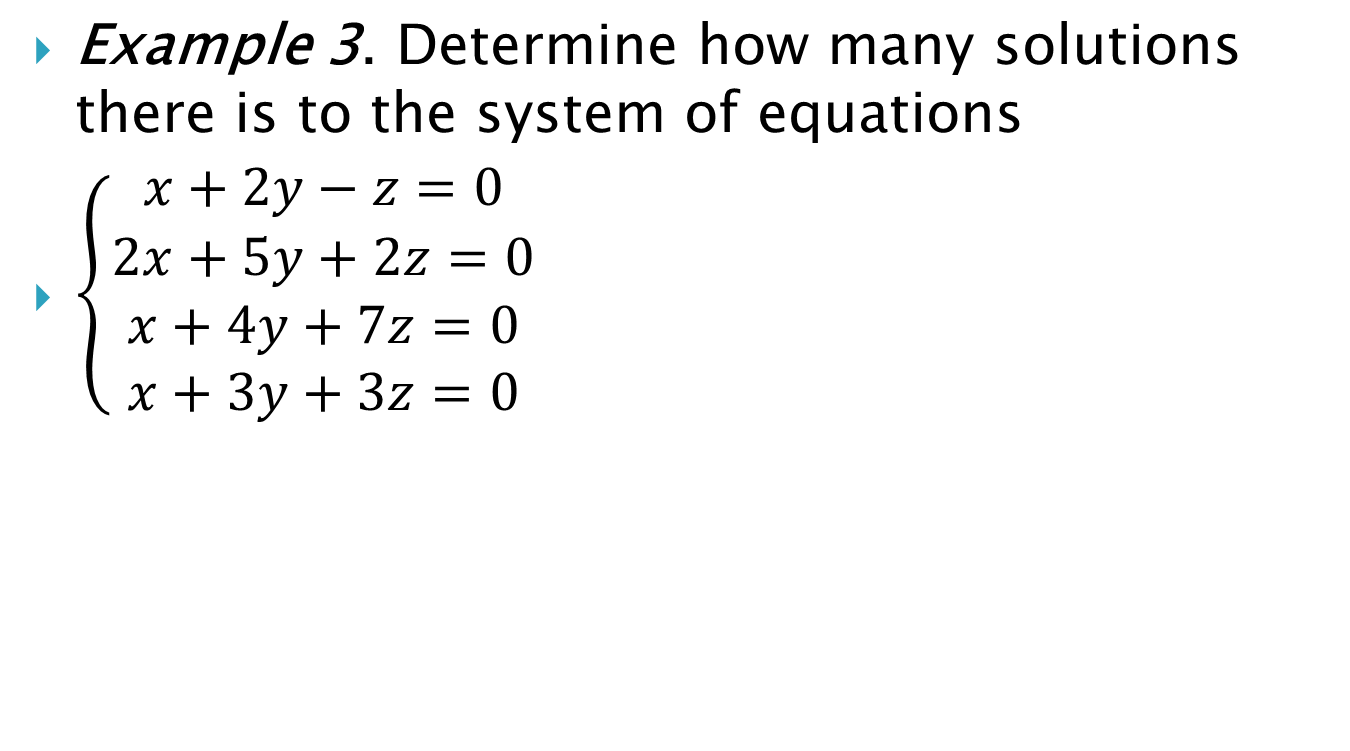 Example 3. Determine how many solutions
there is to the system of equations
x + 2y − z = 0
2x + 5y + 2z = 0
x + 4y + 7z = 0
x + 3y + 3z = 0